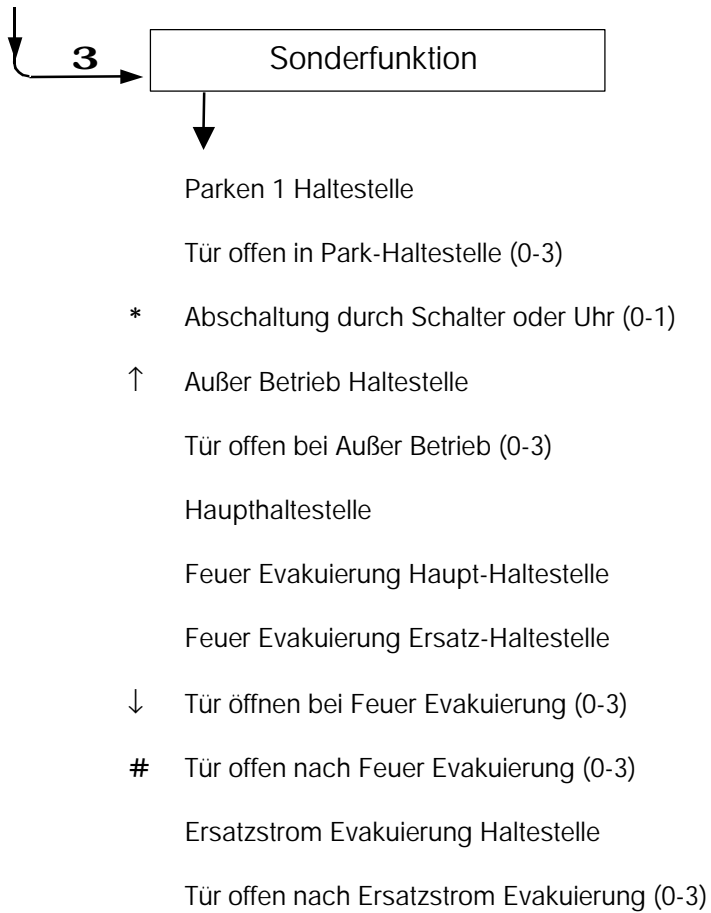 3 Sonderfunktion
Parken 1 Haltestelle
Tür offen in Park-Haltestelle (0-3)
* Abschaltung durch Schalter oder Uhr (0-1)
↑ Außer Betrieb Haltestelle
Tür offen bei Außer Betrieb (0-3)
Haupthaltestelle
Feuer Evakuierung Haupt-Haltestelle
Feuer Evakuierung Ersatz-Haltestelle
↓ Tür öffnen bei Feuer Evakuierung (0-3)
# Tür offen nach Feuer Evakuierung (0-3)
Ersatzstrom Evakuierung Haltestelle
Tür offen nach Ersatzstrom Evakuierung (0-3)